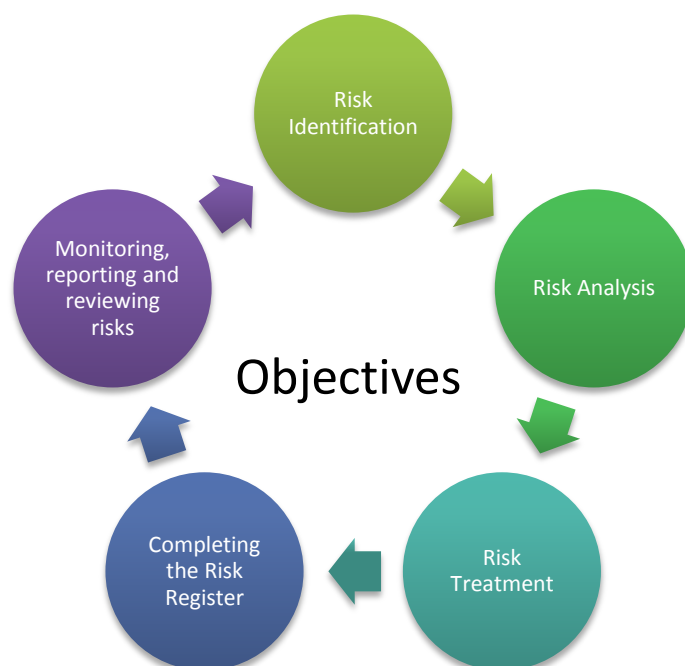 Risk
Identification
Risk Analysis
Risk
Treatment
Completing
the Risk
Register
Monitoring,
reporting and
reviewing
risks
Objectives